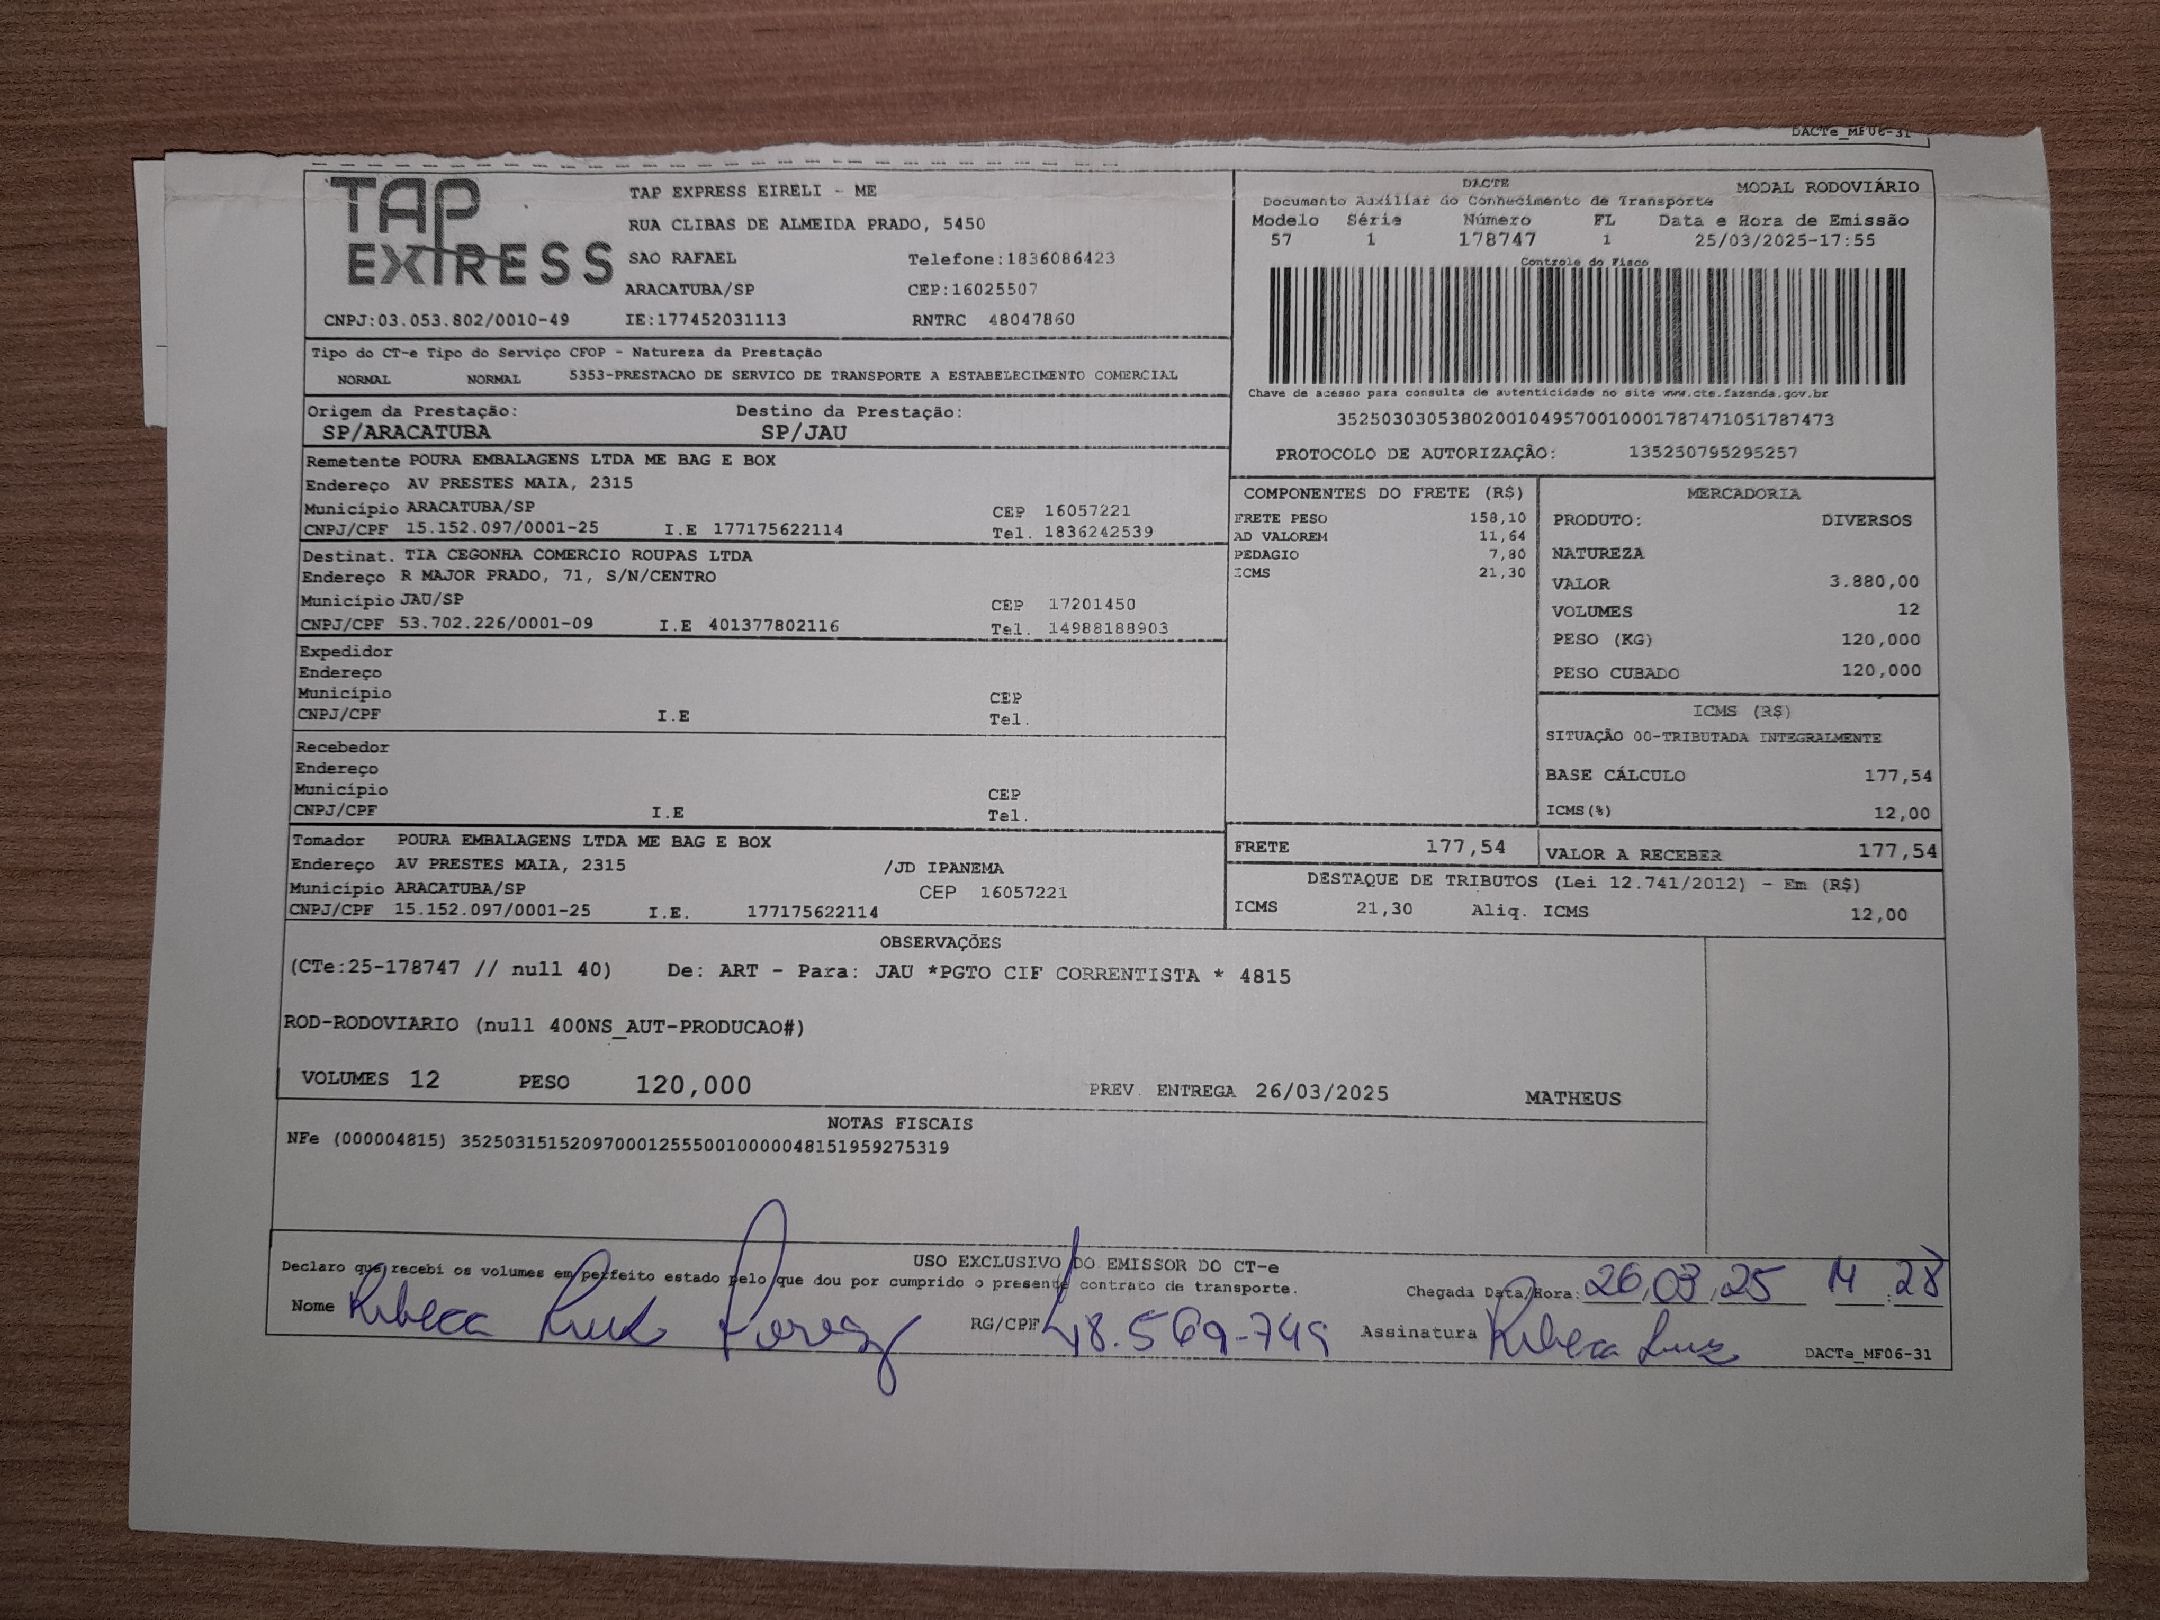 DACTe_MF06-31
TAP EXPRESS
TAP EXPRESS EIRELI - ME
RUA CLIBAS DE ALMEIDA PRADO, 5450
SAO RAFAEL Telefone:1836086423
ARACATUBA/SP CEP:16025507
CNPJ:03.053.802/0010-49 IE:177452031113 RNTRC 48047860
DACTE MODAL RODOVIÁRIO
Documento Auxiliar do Conhecimento de Transporte
Modelo Série Número FL Data e Hora de Emissão
57 1 178747 1 25/03/2025-17:55
Controle do Fisco
Chave de acesso para consulta de autenticidade no site www.cte.fazenda.gov.br
35250303053802001049570010001787471051787473
PROTOCOLO DE AUTORIZAÇÃO: 135250795295257
Tipo do CT-e Tipo do Serviço CFOP - Natureza da Prestação
NORMAL NORMAL 5353-PRESTACAO DE SERVICO DE TRANSPORTE A ESTABELECIMENTO COMERCIAL
Origem da Prestação: Destino da Prestação:
SP/ARACATUBA SP/JAU
Remetente POURA EMBALAGENS LTDA ME BAG E BOX
Endereço AV PRESTES MAIA, 2315
Município ARACATUBA/SP CEP 16057221
CNPJ/CPF 15.152.097/0001-25 I.E 177175622114 Tel. 1836242539
Destinat. TIA CEGONHA COMERCIO ROUPAS LTDA
Endereço R MAJOR PRADO, 71, S/N/CENTRO
Município JAU/SP CEP 17201450
CNPJ/CPF 53.702.226/0001-09 I.E 401377802116 Tel. 14988188903
Expedidor
Endereço
Município CEP
CNPJ/CPF I.E Tel.
Recebedor
Endereço
Município CEP
CNPJ/CPF I.E Tel.
Tomador POURA EMBALAGENS LTDA ME BAG E BOX
Endereço AV PRESTES MAIA, 2315 /JD IPANEMA
Município ARACATUBA/SP CEP 16057221
CNPJ/CPF 15.152.097/0001-25 I.E. 177175622114
COMPONENTES DO FRETE (R$)
FRETE PESO 158,10
AD VALOREM 11,64
PEDAGIO 7,80
ICMS 21,30
MERCADORIA
PRODUTO: DIVERSOS
NATUREZA
VALOR 3.880,00
VOLUMES 12
PESO (KG) 120,000
PESO CUBADO 120,000
ICMS (R$)
SITUAÇÃO 00-TRIBUTADA INTEGRALMENTE
BASE CÁLCULO 177,54
ICMS(%) 12,00
FRETE 177,54 VALOR A RECEBER 177,54
DESTAQUE DE TRIBUTOS (Lei 12.741/2012) - Em (R$)
ICMS 21,30 Aliq. ICMS 12,00
OBSERVAÇÕES
(CTe:25-178747 // null 40) De: ART - Para: JAU *PGTO CIF CORRENTISTA * 4815
ROD-RODOVIARIO (null 400NS_AUT-PRODUCAO#)
VOLUMES 12 PESO 120,000 PREV. ENTREGA 26/03/2025 MATHEUS
NOTAS FISCAIS
NFe (000004815) 35250315152097000125550010000048151959275319
USO EXCLUSIVO DO EMISSOR DO CT-e
Declaro que recebi os volumes em perfeito estado pelo que dou por cumprido o presente contrato de transporte.
Chegada Data/Hora: 26,03,25 : 28
Nome Ribeca RG/CPF 48.569-749 Assinatura Ribeca Luz
DACTe_MF06-31